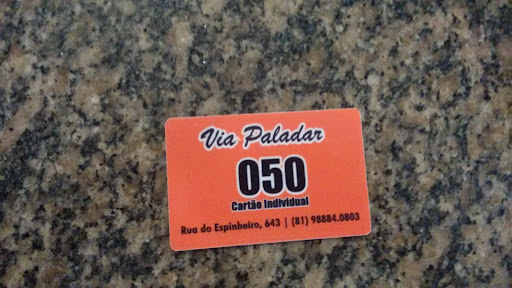 Via Paladar
050
Cartão Individual
Rua do Espinheiro, 643 | (81) 98884.0803